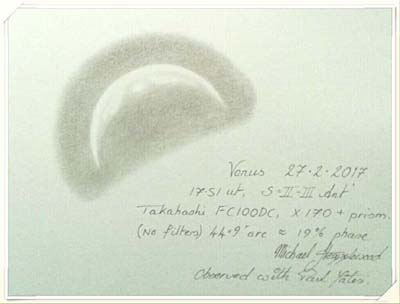 Venus 27.2.2017
17.51 ut, S=II-III Ant'
Takahashi FC100DC, x170 + prism.
(No filters) 44.9" arc ≈ 19% phase
Michael
Observed with Paul Yates.